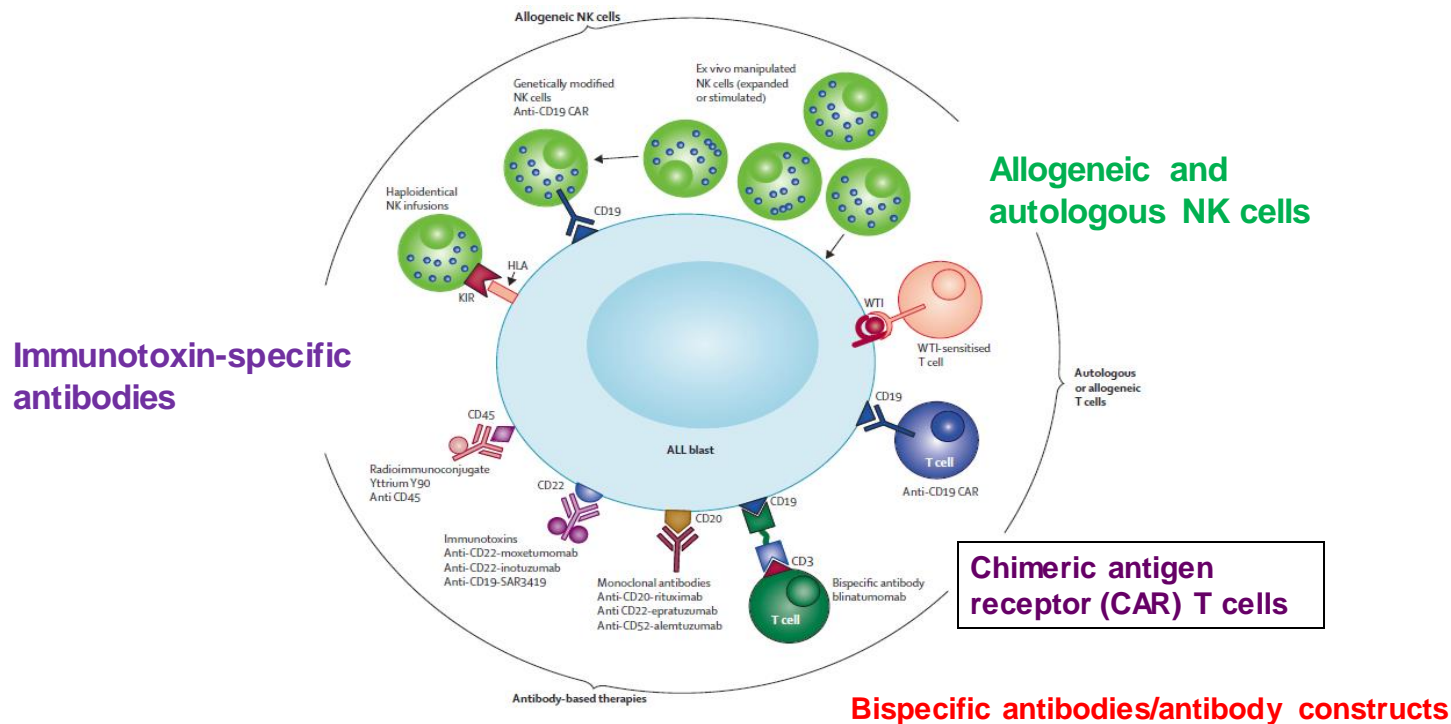 Allogeneic NK cells
Genetically modified
NK cells
Anti-CD19 CAR
Ex vivo manipulated
NK cells (expanded
or stimulated)
Allogeneic and
autologous NK cells
Haploidentical
NK infusions
CD19
HLA
KIR
WTI
WTI-sensitised
T cell
Immunotoxin-specific
antibodies
Autologous
or allogeneic
T cells
CD19
T cell
Anti-CD19 CAR
ALL blast
CD45
Radioimmunoconjugate
Yttrium Y90
Anti CD45
CD22
Immunotoxins
Anti-CD22-moxetumomab
Anti-CD22-inotuzumab
Anti-CD19-SAR3419
CD20
Monoclonal antibodies
Anti-CD20-rituximab
Anti CD22-epratuzumab
Anti-CD52-alemtuzumab
CD19
CD3
T cell
Bispecific antibody
blinatumomab
Chimeric antigen
receptor (CAR) T cells
Antibody-based therapies
Bispecific antibodies/antibody constructs